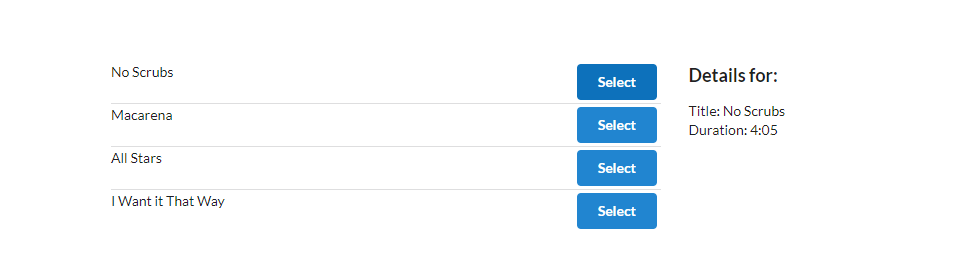 No Scrubs
Select
Macarena
Select
All Stars
Select
I Want it That Way
Select
Details for:
Title: No Scrubs
Duration: 4:05